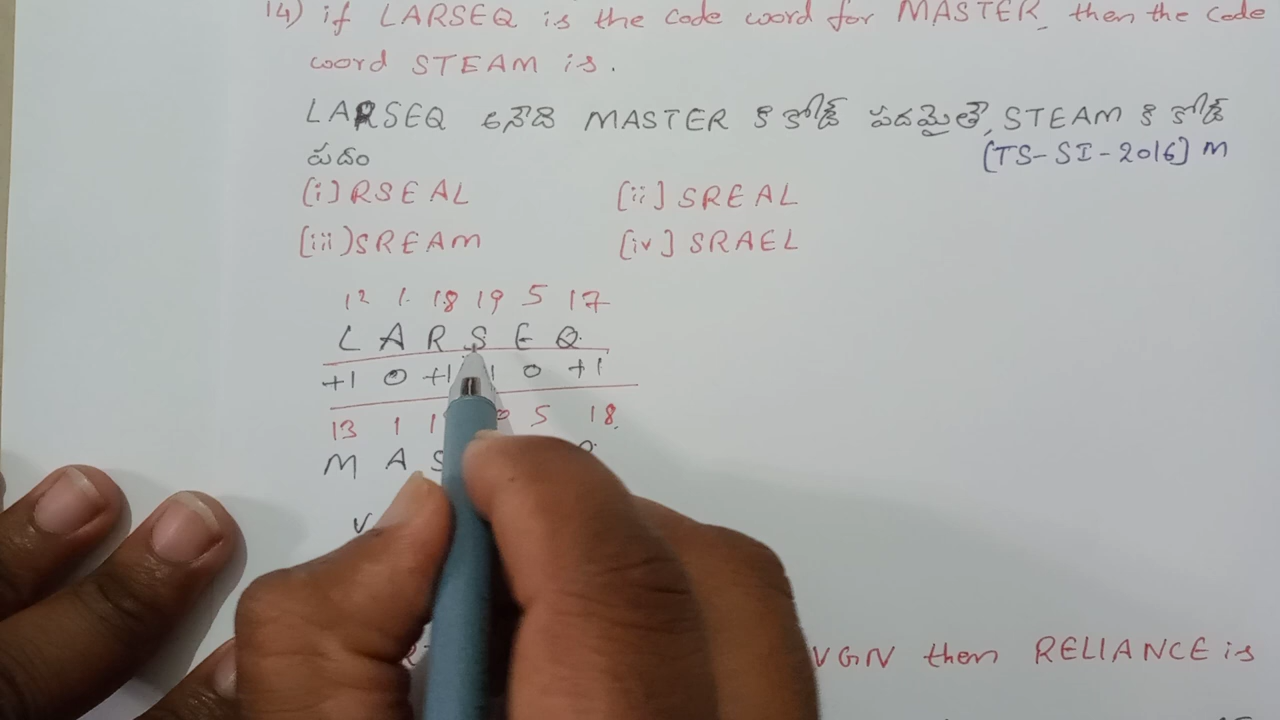 14) if LARSEQ is the code word for MASTER, then the code
word STEAM is.
LARSEQ అనేది MASTER కి కోడ్ పదమైతే, STEAM కి కోడ్
పదం
[TS-SI-2016] M
(i) RSEAL [ii] SREAL
(iii) SREAM [iv] SRAEL
12 1 18 19 5 17
L A R S E Q
+1 0 +1 1 0 +1
13 1 1 5 18
M A S
V
VGN then RELIANCE is